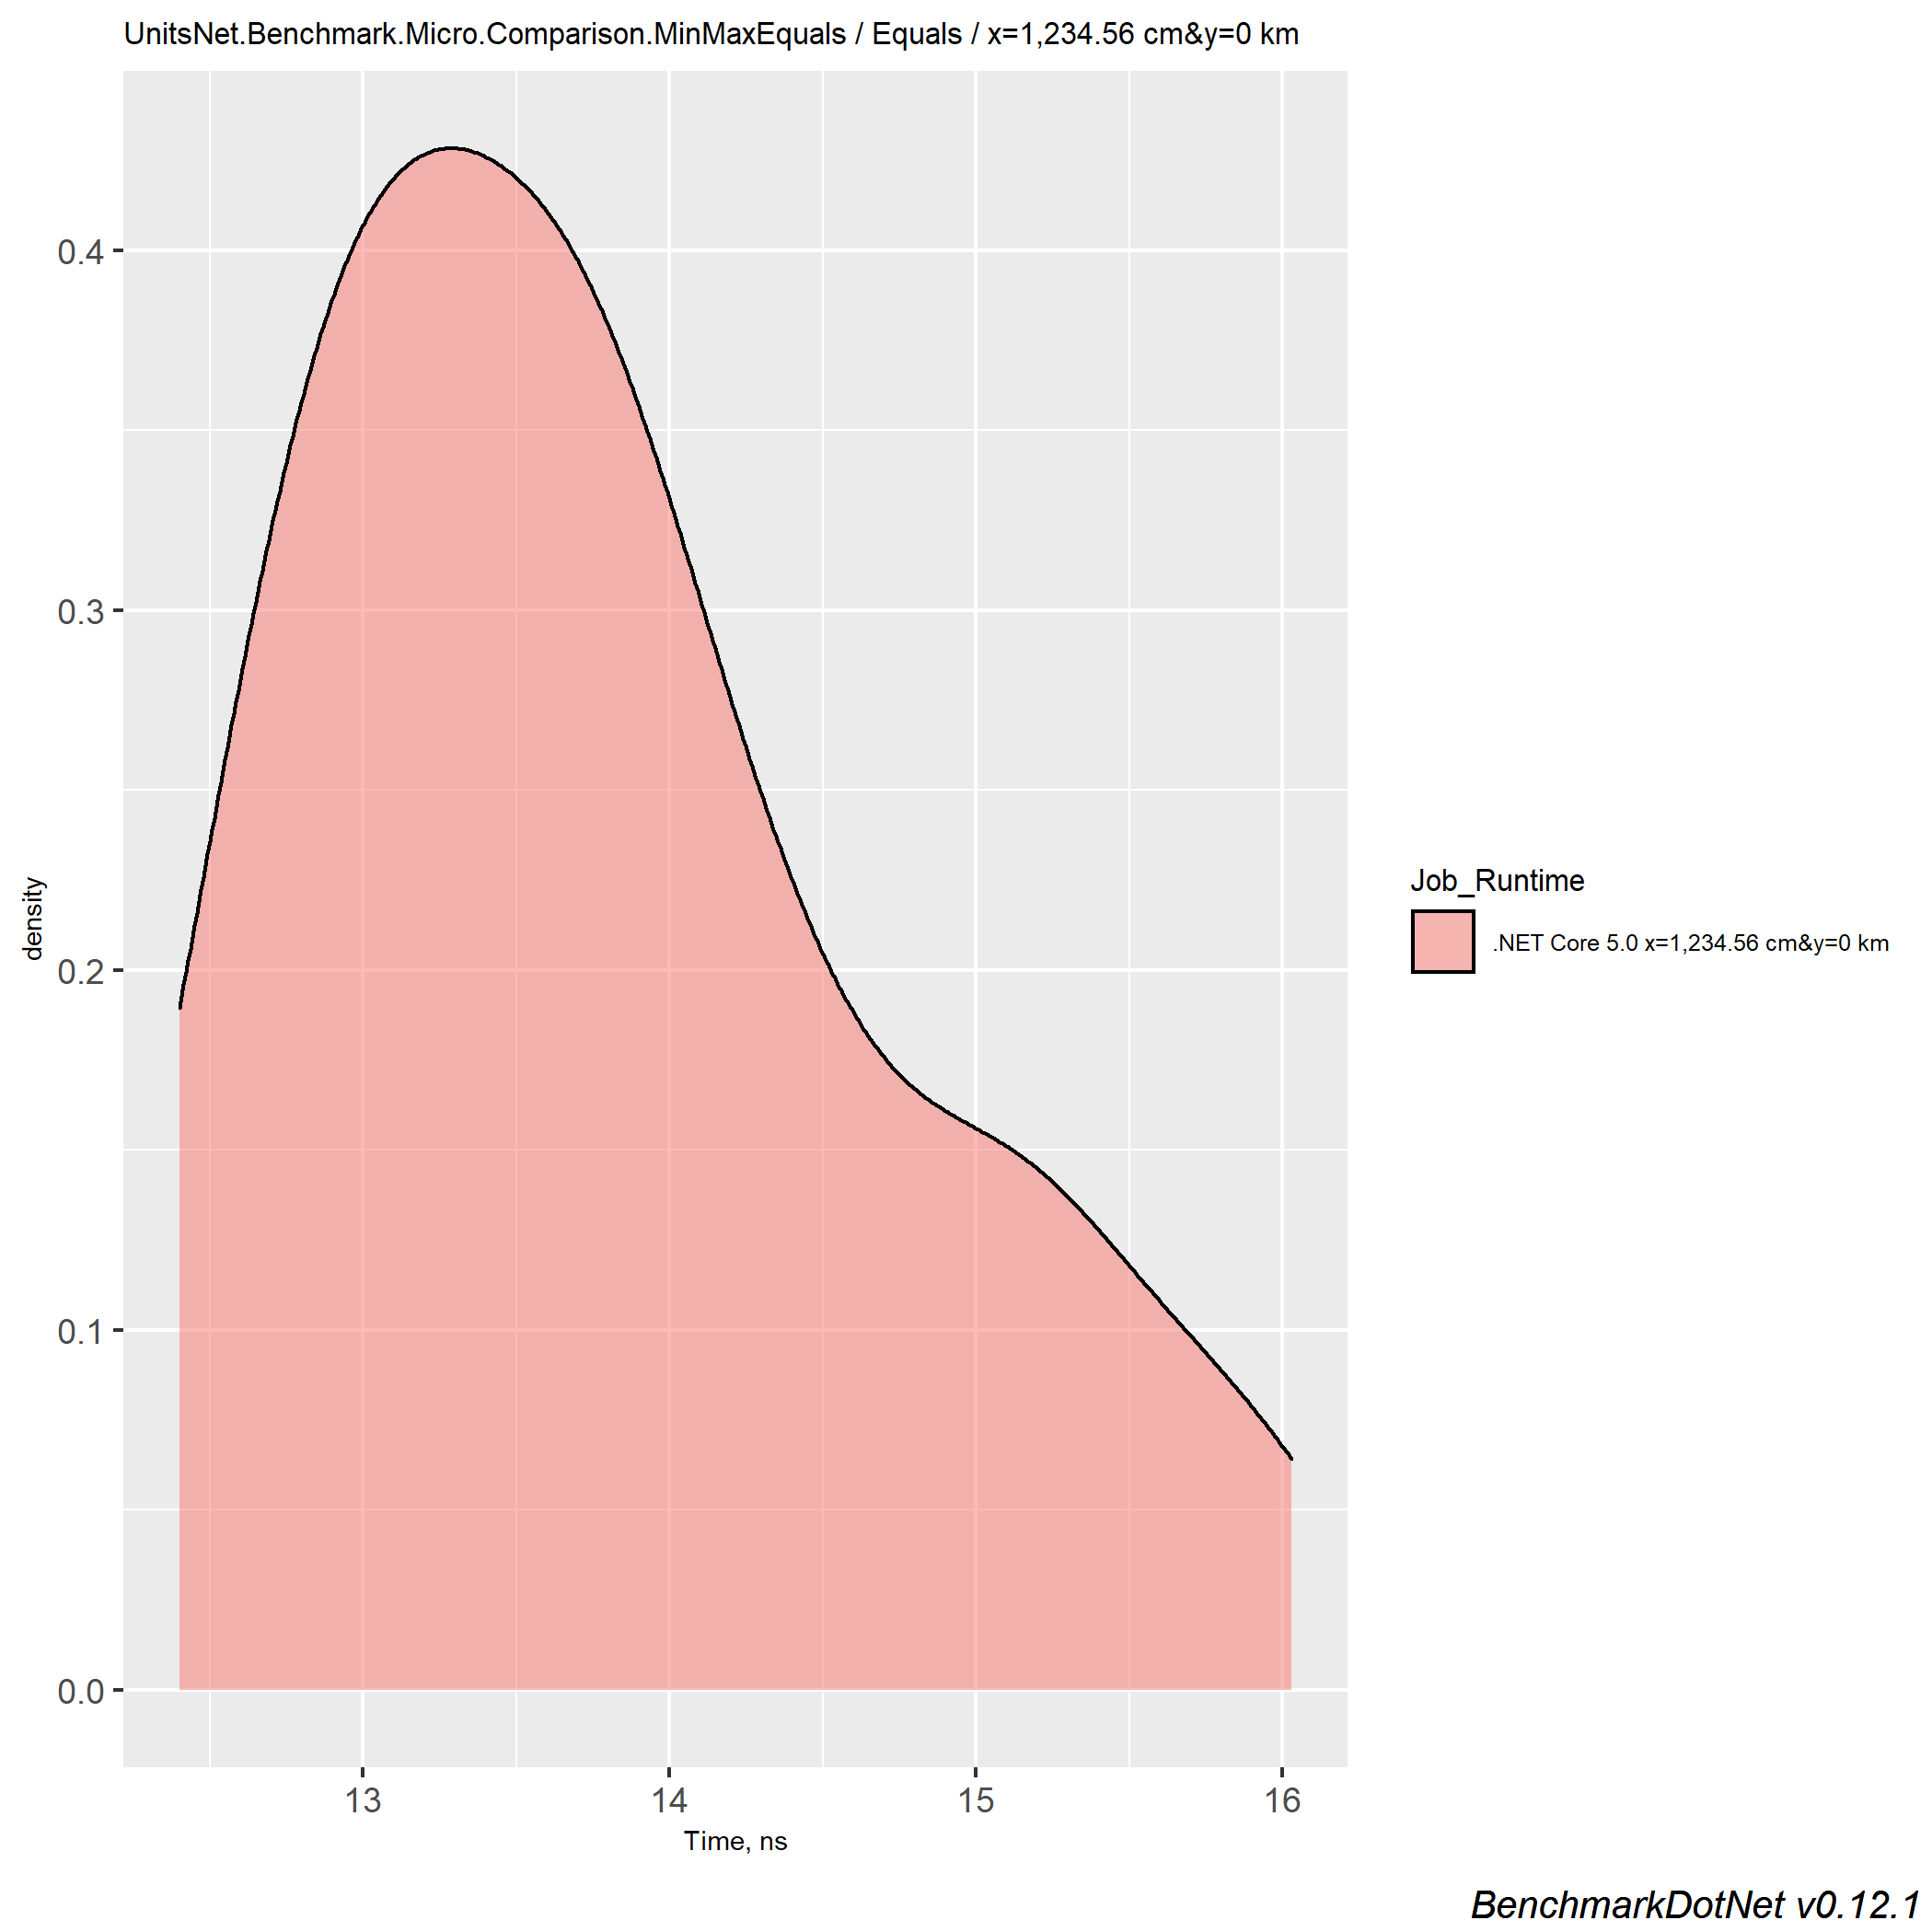 UnitsNet.Benchmark.Micro.Comparison.MinMaxEquals / Equals / x=1,234.56 cm&y=0 km
0.4
0.3
0.2
0.1
0.0
density
13 14 15 16
Time, ns
Job_Runtime
.NET Core 5.0 x=1,234.56 cm&y=0 km
BenchmarkDotNet v0.12.1